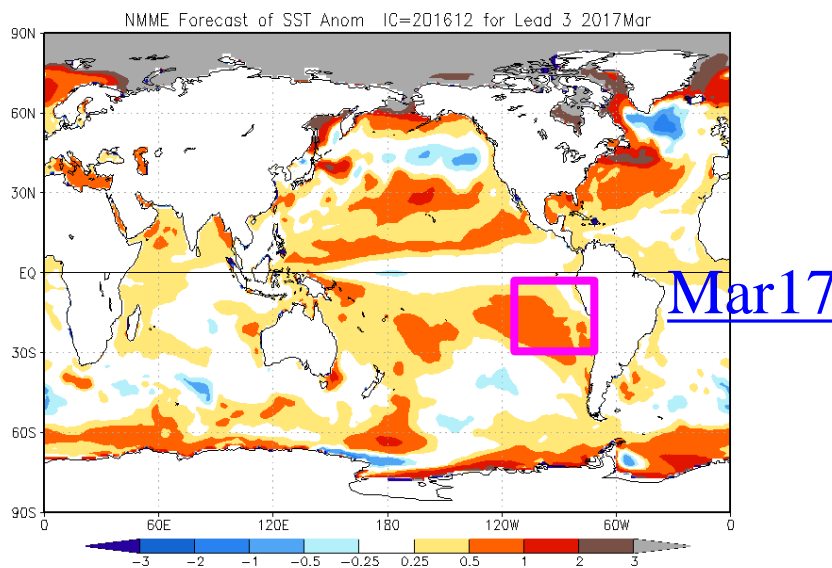 NMME Forecast of SST Anom IC=201612 for Lead 3 2017Mar
90N
60N
30N
EQ
30S
60S
90S
Mar17
0 60E 120E 180 120W 60W 0
-3 -2 -1 -0.5 -0.25 0.25 0.5 1 2 3